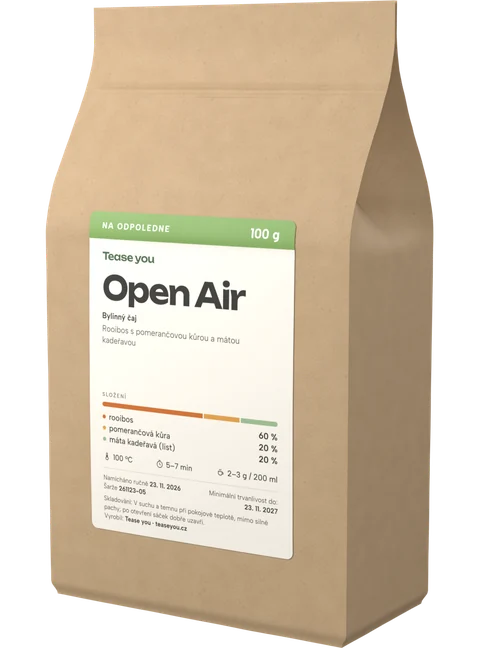 NA ODPOLEDNE 100 g
Tease you
Open Air
Bylinný čaj
Rooibos s pomerančovou kůrou a mátou
kadeřavou
SLOŽENÍ
rooibos 60 %
pomerančová kůra 20 %
máta kadeřavá (list) 20 %
100 °C 5–7 min 2–3 g / 200 ml
Namícháno ručně 23. 11. 2026 Minimální trvanlivost do:
Šarže 261123-05 23. 11. 2027
Skladování: V suchu a temnu při pokojové teplotě, mimo silné
pachy, po otevření sáček dobře uzavři.
Vyrobil: Tease you · teaseyou.cz